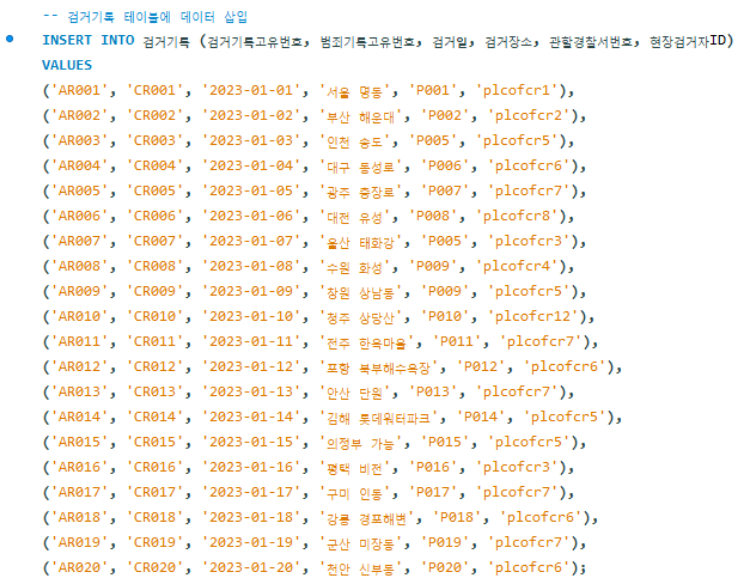 -- 검거기록 테이블에 데이터 삽입
INSERT INTO 검거기록 (검거기록고유번호, 범죄기록고유번호, 검거일, 검거장소, 관할경찰서번호, 현장검거자ID)
VALUES
('AR001', 'CR001', '2023-01-01', '서울 명동', 'P001', 'plcofcr1'),
('AR002', 'CR002', '2023-01-02', '부산 해운대', 'P002', 'plcofcr2'),
('AR003', 'CR003', '2023-01-03', '인천 송도', 'P005', 'plcofcr5'),
('AR004', 'CR004', '2023-01-04', '대구 동성로', 'P006', 'plcofcr6'),
('AR005', 'CR005', '2023-01-05', '광주 충장로', 'P007', 'plcofcr7'),
('AR006', 'CR006', '2023-01-06', '대전 유성', 'P008', 'plcofcr8'),
('AR007', 'CR007', '2023-01-07', '울산 태화강', 'P005', 'plcofcr3'),
('AR008', 'CR008', '2023-01-08', '수원 화성', 'P009', 'plcofcr4'),
('AR009', 'CR009', '2023-01-09', '창원 상남동', 'P009', 'plcofcr5'),
('AR010', 'CR010', '2023-01-10', '청주 상당산', 'P010', 'plcofcr12'),
('AR011', 'CR011', '2023-01-11', '전주 한옥마을', 'P011', 'plcofcr7'),
('AR012', 'CR012', '2023-01-12', '포항 북부해수욕장', 'P012', 'plcofcr6'),
('AR013', 'CR013', '2023-01-13', '안산 단원', 'P013', 'plcofcr7'),
('AR014', 'CR014', '2023-01-14', '김해 롯데워터파크', 'P014', 'plcofcr5'),
('AR015', 'CR015', '2023-01-15', '의정부 가능', 'P015', 'plcofcr5'),
('AR016', 'CR016', '2023-01-16', '평택 비전', 'P016', 'plcofcr3'),
('AR017', 'CR017', '2023-01-17', '구미 인동', 'P017', 'plcofcr7'),
('AR018', 'CR018', '2023-01-18', '강릉 경포해변', 'P018', 'plcofcr6'),
('AR019', 'CR019', '2023-01-19', '군산 미장동', 'P019', 'plcofcr7'),
('AR020', 'CR020', '2023-01-20', '천안 신부동', 'P020', 'plcofcr6');